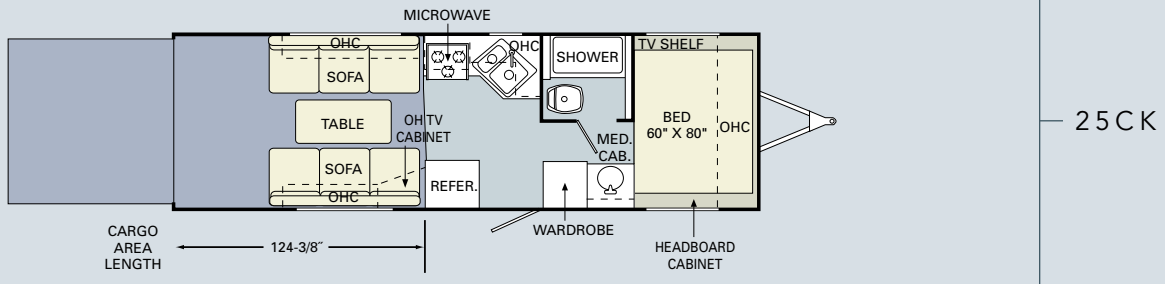 MICROWAVE
OHC
OHC
TV SHELF
SHOWER
SOFA
TABLE
OH TV
CABINET
BED
60" X 80"
OHC
MED.
CAB.
SOFA
REFER.
OHC
WARDROBE
HEADBOARD
CABINET
CARGO
AREA
LENGTH
124-3/8"
25CK